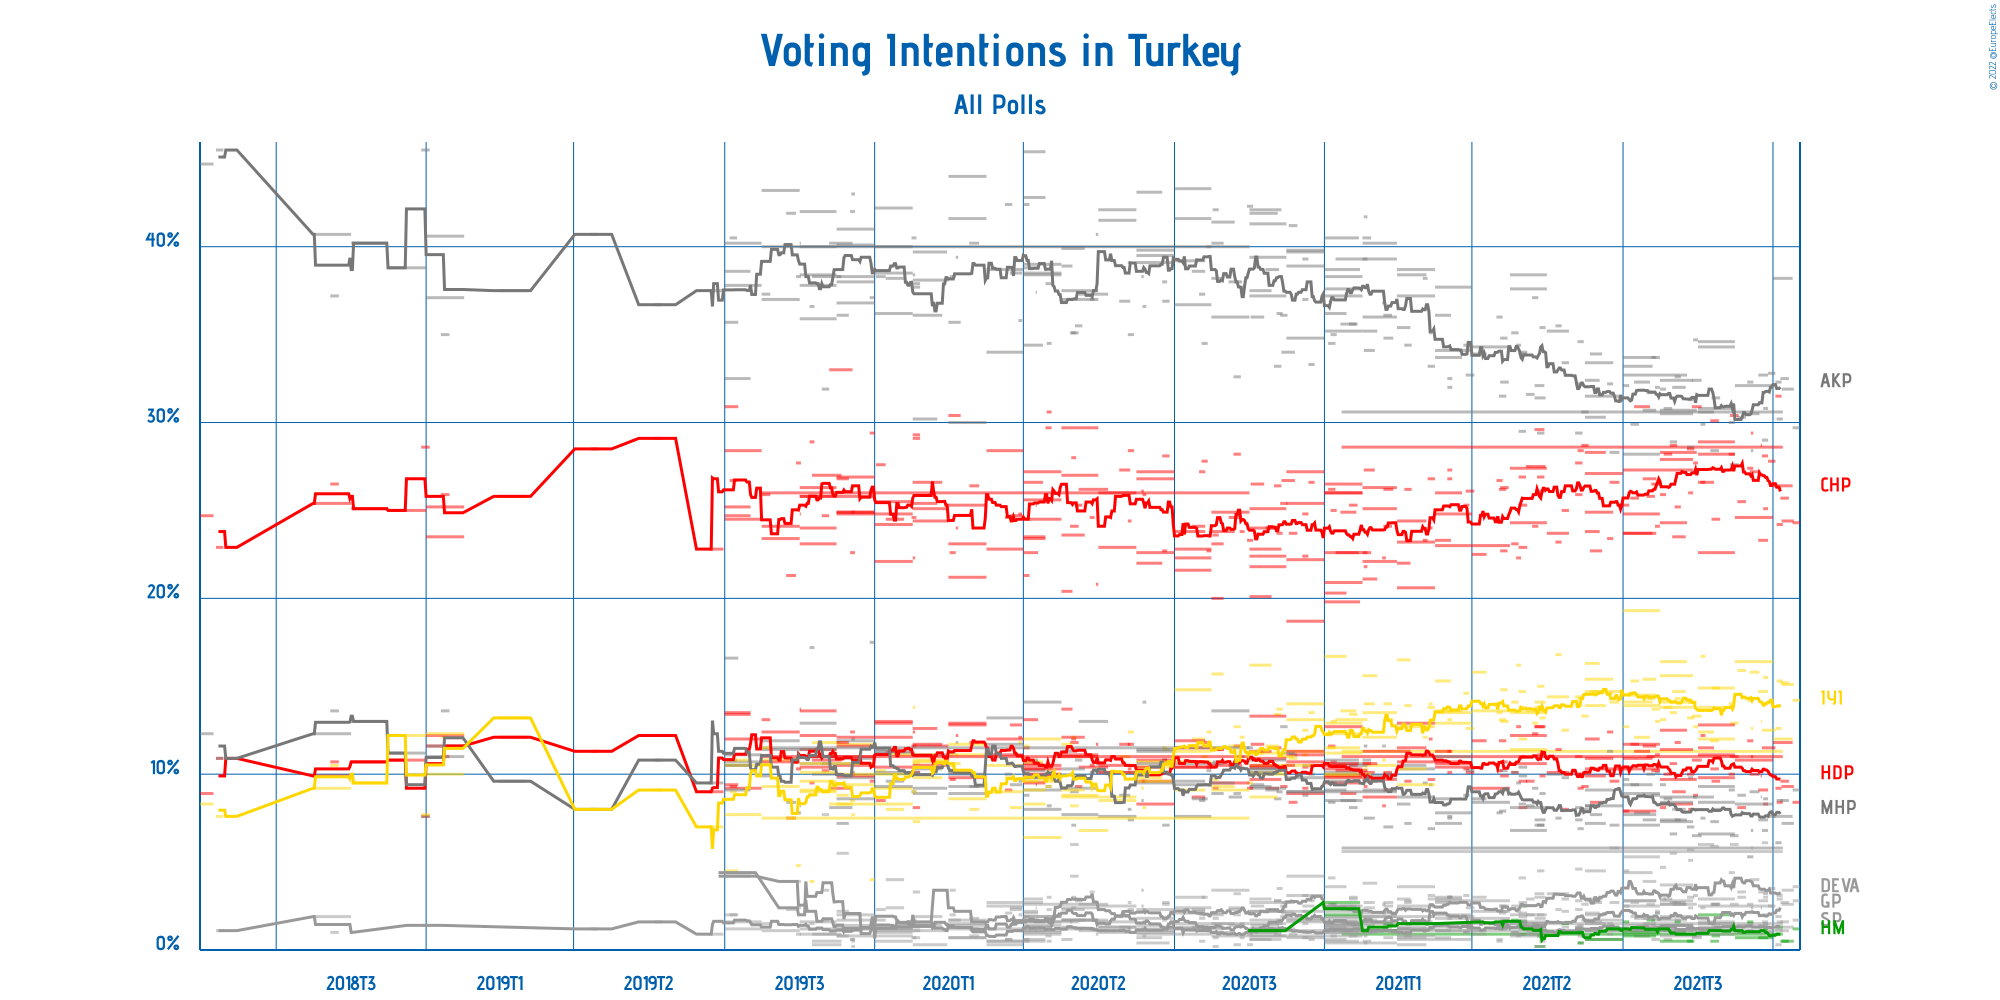 © 2022 @EuropeElects
Voting Intentions in Turkey
All Polls
40%
30%
20%
10%
0%
AKP
CHP
IYI
HDP
MHP
DEVA
GP
SP
HM
2018T3
2019T1
2019T2
2019T3
2020T1
2020T2
2020T3
2021T1
2021T2
2021T3